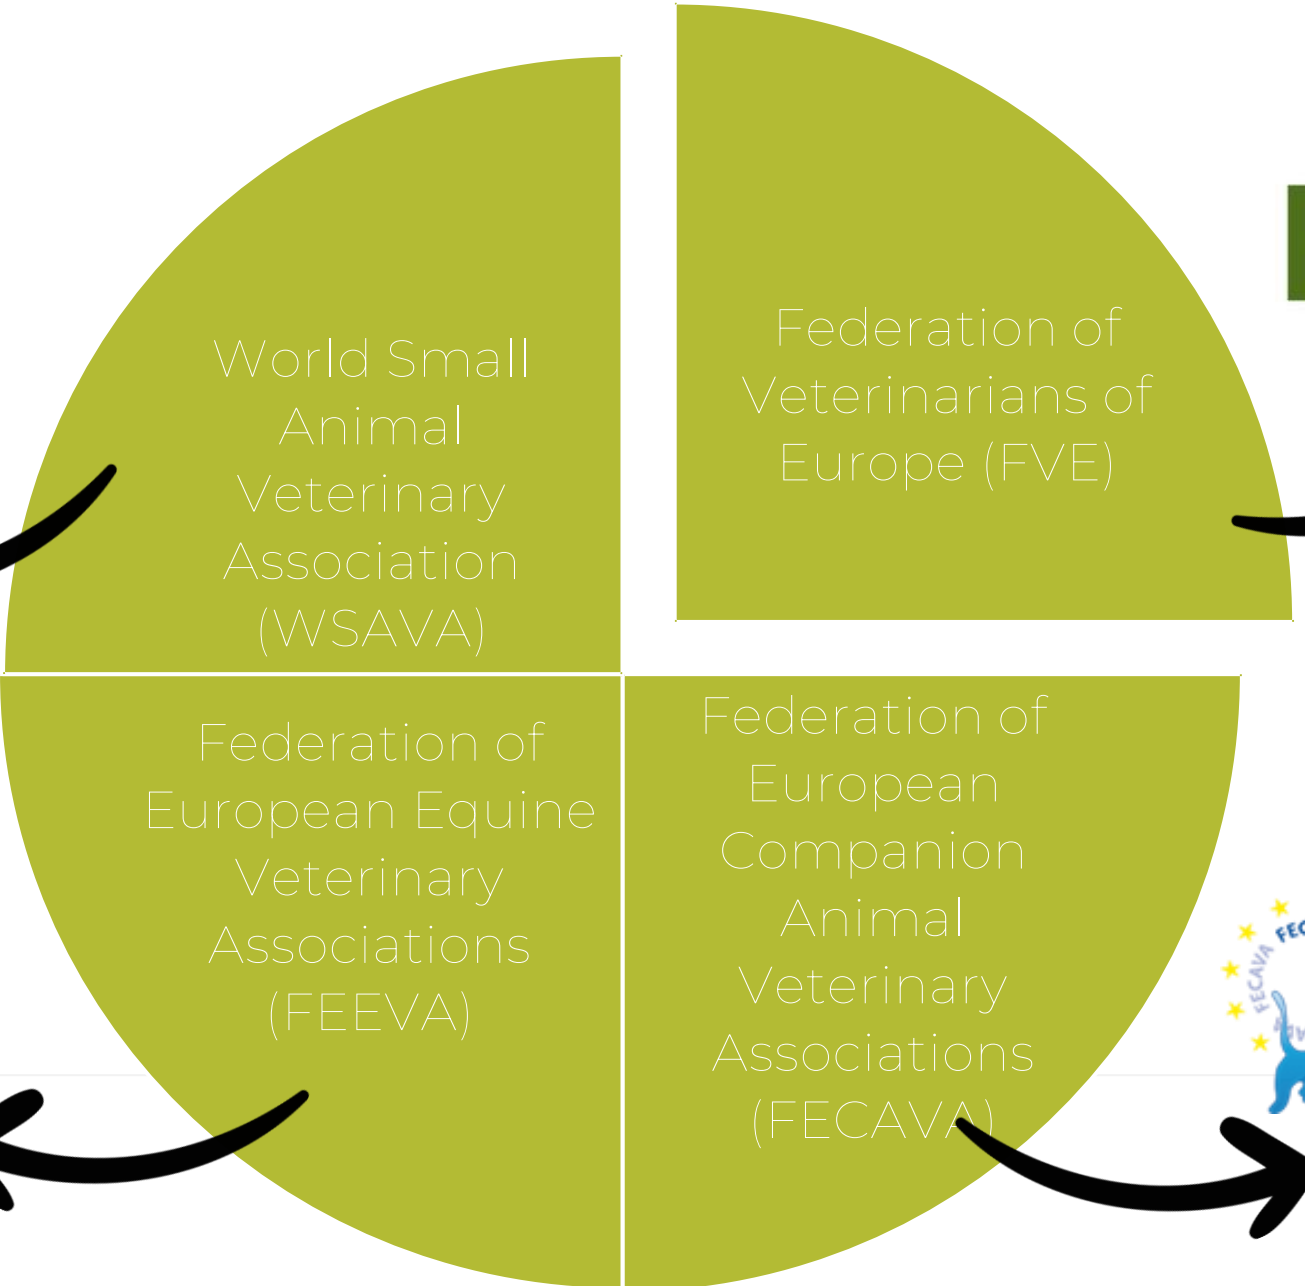 World Small
Animal
Veterinary
Association
(WSAVA)
Federation of
Veterinarians of
Europe (FVE)
Federation of
European Equine
Veterinary
Associations
(FEEVA)
Federation of
European
Companion
Animal
Veterinary
Associations
(FECAVA)
FECAVA